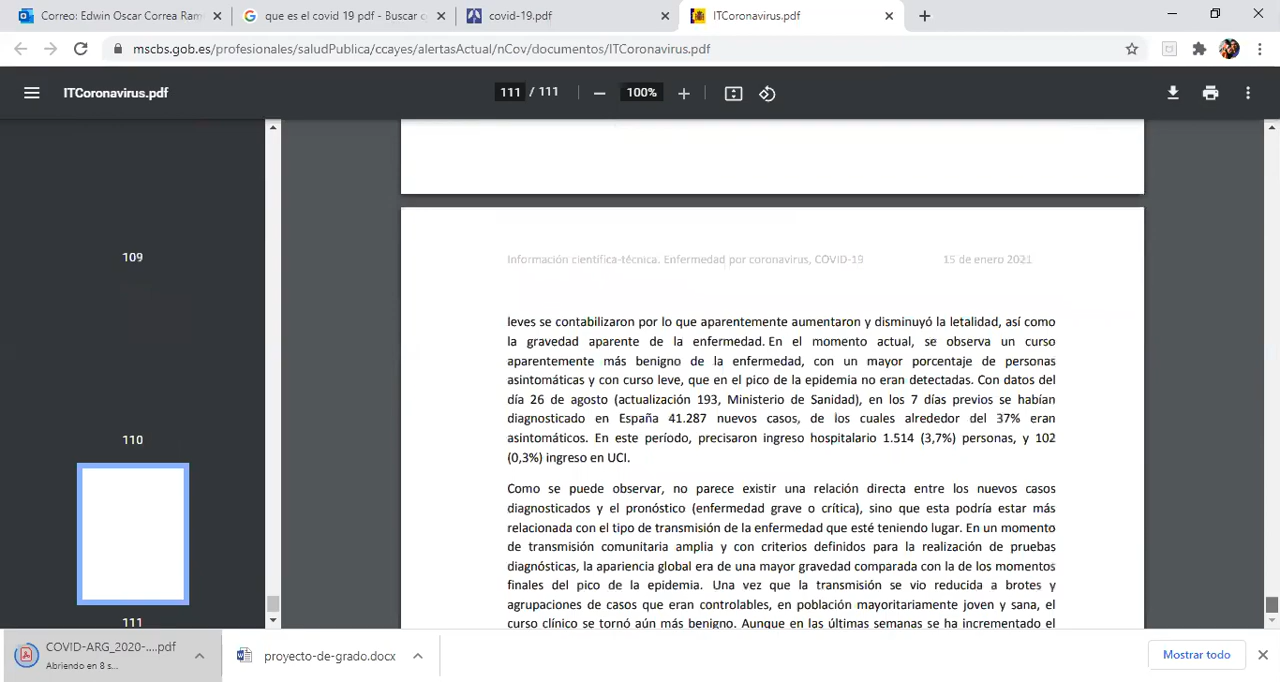 Correo: Edwin Oscar Correa Ram
que es el covid 19 pdf - Buscar c
covid-19.pdf
ITCoronavirus.pdf
mscbs.gob.es/profesionales/saludPublica/ccayes/alertasActual/nCov/documentos/ITCoronavirus.pdf
ITCoronavirus.pdf
111 / 111
100%
109
110
111
Información científica-técnica. Enfermedad por coronavirus, COVID-19 15 de enero 2021
leves se contabilizaron por lo que aparentemente aumentaron y disminuyó la letalidad, así como
la gravedad aparente de la enfermedad. En el momento actual, se observa un curso
aparentemente más benigno de la enfermedad, con un mayor porcentaje de personas
asintomáticas y con curso leve, que en el pico de la epidemia no eran detectadas. Con datos del
día 26 de agosto (actualización 193, Ministerio de Sanidad), en los 7 días previos se habían
diagnosticado en España 41.287 nuevos casos, de los cuales alrededor del 37% eran
asintomáticos. En este período, precisaron ingreso hospitalario 1.514 (3,7%) personas, y 102
(0,3%) ingreso en UCI.
Como se puede observar, no parece existir una relación directa entre los nuevos casos
diagnosticados y el pronóstico (enfermedad grave o crítica), sino que esta podría estar más
relacionada con el tipo de transmisión de la enfermedad que esté teniendo lugar. En un momento
de transmisión comunitaria amplia y con criterios definidos para la realización de pruebas
diagnósticas, la apariencia global era de una mayor gravedad comparada con la de los momentos
finales del pico de la epidemia. Una vez que la transmisión se vio reducida a brotes y
agrupaciones de casos que eran controlables, en población mayoritariamente joven y sana, el
curso clínico se tornó aún más benigno. Aunque en las últimas semanas se ha incrementado el
COVID-ARG_2020-....pdf
Abriendo en 8 s...
proyecto-de-grado.docx
Mostrar todo